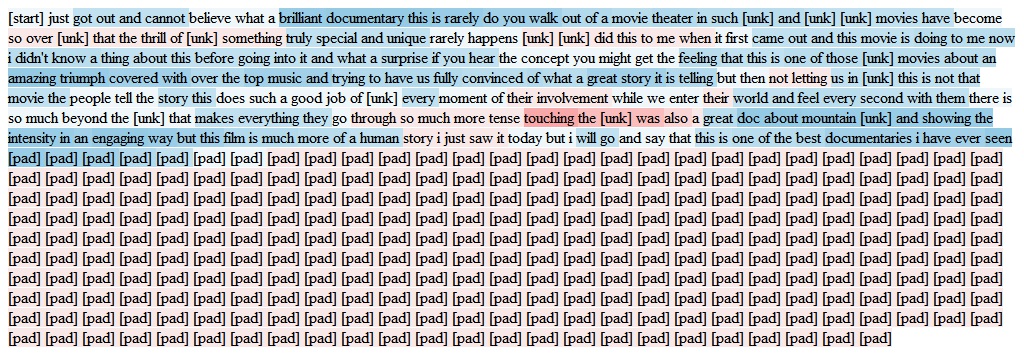 [start] just got out and cannot believe what a brilliant documentary this is rarely do you walk out of a movie theater in such [unk] and [unk] [unk] movies have become
so over [unk] that the thrill of [unk] something truly special and unique rarely happens [unk] [unk] did this to me when it first came out and this movie is doing to me now
i didn't know a thing about this before going into it and what a surprise if you hear the concept you might get the feeling that this is one of those [unk] movies about an
amazing triumph covered with over the top music and trying to have us fully convinced of what a great story it is telling but then not letting us in [unk] this is not that
movie the people tell the story this does such a good job of [unk] every moment of their involvement while we enter their world and feel every second with them there is
so much beyond the [unk] that makes everything they go through so much more tense touching the [unk] was also a great doc about mountain [unk] and showing the
intensity in an engaging way but this film is much more of a human story i just saw it today but i will go and say that this is one of the best documentaries i have ever seen
[pad] [pad] [pad] [pad] [pad] [pad] [pad] [pad] [pad] [pad] [pad] [pad] [pad] [pad] [pad] [pad] [pad] [pad] [pad] [pad] [pad] [pad] [pad] [pad] [pad] [pad] [pad]
[pad] [pad] [pad] [pad] [pad] [pad] [pad] [pad] [pad] [pad] [pad] [pad] [pad] [pad] [pad] [pad] [pad] [pad] [pad] [pad] [pad] [pad] [pad] [pad] [pad] [pad] [pad]
[pad] [pad] [pad] [pad] [pad] [pad] [pad] [pad] [pad] [pad] [pad] [pad] [pad] [pad] [pad] [pad] [pad] [pad] [pad] [pad] [pad] [pad] [pad] [pad] [pad] [pad] [pad]
[pad] [pad] [pad] [pad] [pad] [pad] [pad] [pad] [pad] [pad] [pad] [pad] [pad] [pad] [pad] [pad] [pad] [pad] [pad] [pad] [pad] [pad] [pad] [pad] [pad] [pad] [pad]
[pad] [pad] [pad] [pad] [pad] [pad] [pad] [pad] [pad] [pad] [pad] [pad] [pad] [pad] [pad] [pad] [pad] [pad] [pad] [pad] [pad] [pad] [pad] [pad] [pad] [pad] [pad]
[pad] [pad] [pad] [pad] [pad] [pad] [pad] [pad] [pad] [pad] [pad] [pad] [pad] [pad] [pad] [pad] [pad] [pad] [pad] [pad] [pad] [pad] [pad] [pad] [pad] [pad] [pad]
[pad] [pad] [pad] [pad] [pad] [pad] [pad] [pad] [pad] [pad] [pad] [pad] [pad] [pad] [pad] [pad] [pad] [pad] [pad] [pad] [pad] [pad] [pad] [pad] [pad] [pad] [pad]
[pad] [pad] [pad] [pad] [pad] [pad] [pad] [pad] [pad] [pad] [pad] [pad] [pad] [pad] [pad] [pad] [pad] [pad] [pad] [pad] [pad] [pad] [pad] [pad] [pad] [pad] [pad]
[pad] [pad] [pad] [pad] [pad] [pad] [pad] [pad] [pad] [pad] [pad] [pad] [pad] [pad] [pad] [pad] [pad] [pad] [pad] [pad] [pad] [pad] [pad] [pad] [pad] [pad] [pad]
[pad] [pad] [pad] [pad] [pad] [pad] [pad] [pad] [pad] [pad] [pad] [pad] [pad] [pad] [pad] [pad] [pad] [pad] [pad] [pad] [pad] [pad] [pad] [pad]